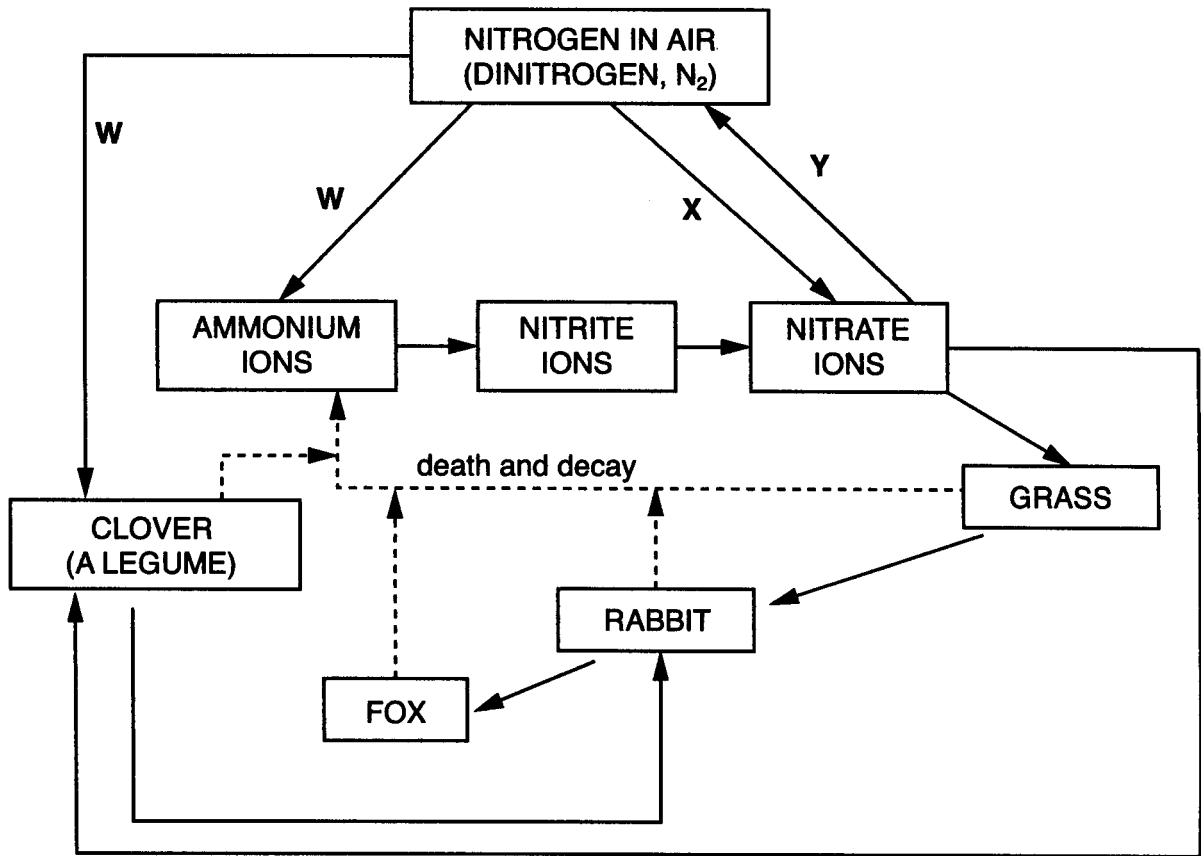 NITROGEN IN AIR
(DINITROGEN, N₂)
W
W
X
Y
AMMONIUM
IONS
NITRITE
IONS
NITRATE
IONS
death and decay
GRASS
CLOVER
(A LEGUME)
RABBIT
FOX